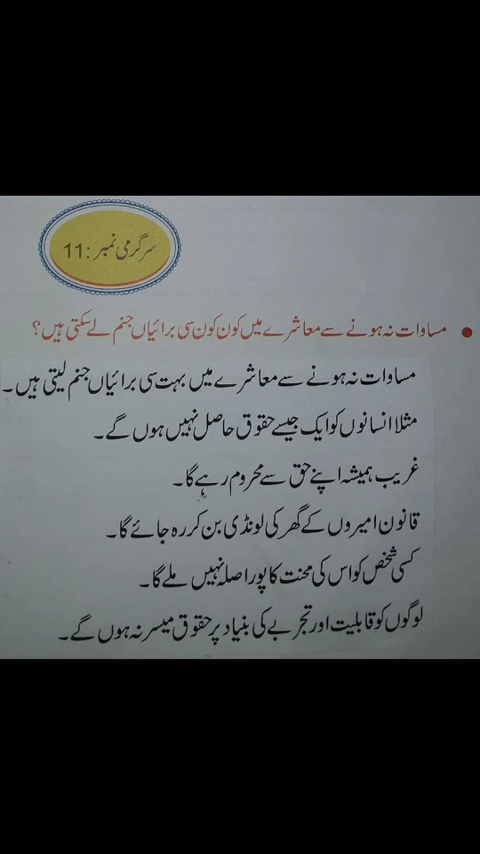 سرگرمی نمبر: 11
مساوات نہ ہونے سے معاشرے میں کون کون سی برائیاں جنم لے سکتی ہیں؟
مساوات نہ ہونے سے معاشرے میں بہت سی برائیاں جنم لیتی ہیں۔
مثلا انسانوں کو ایک جیسے حقوق حاصل نہیں ہوں گے۔
غریب ہمیشہ اپنے حق سے محروم رہے گا۔
قانون امیروں کے گھر کی لونڈی بن کر رہ جائے گا۔
کسی شخص کو اس کی محنت کا پورا صلہ نہیں ملے گا۔
لوگوں کو قابلیت اور تجربے کی بنیاد پر حقوق میسر نہ ہوں گے۔